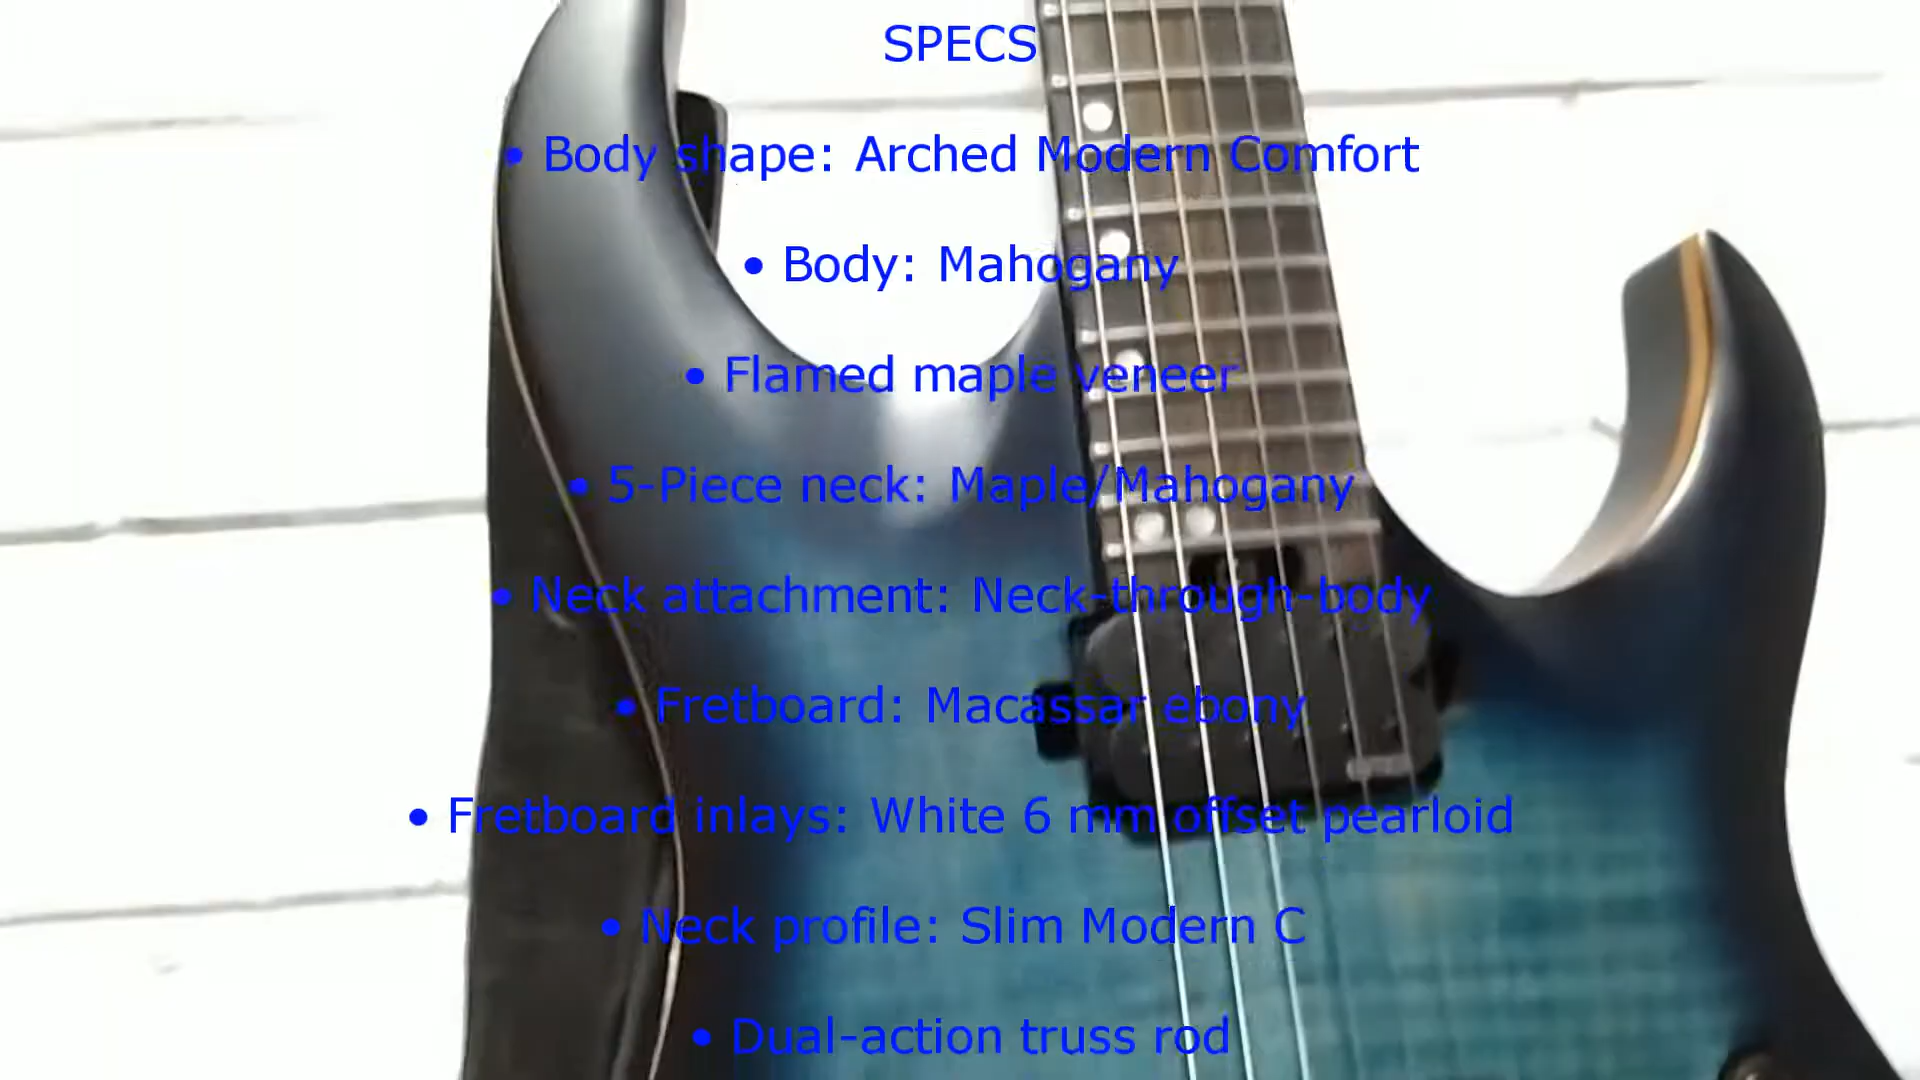 SPECS
• Body shape: Arched Modern Comfort
• Body: Mahogany
• Flamed maple veneer
• 5-Piece neck: Maple/Mahogany
• Neck attachment: Neck-through-body
• Fretboard: Macassar ebony
• Fretboard inlays: White 6 mm offset pearloid
• Neck profile: Slim Modern C
• Dual-action truss rod